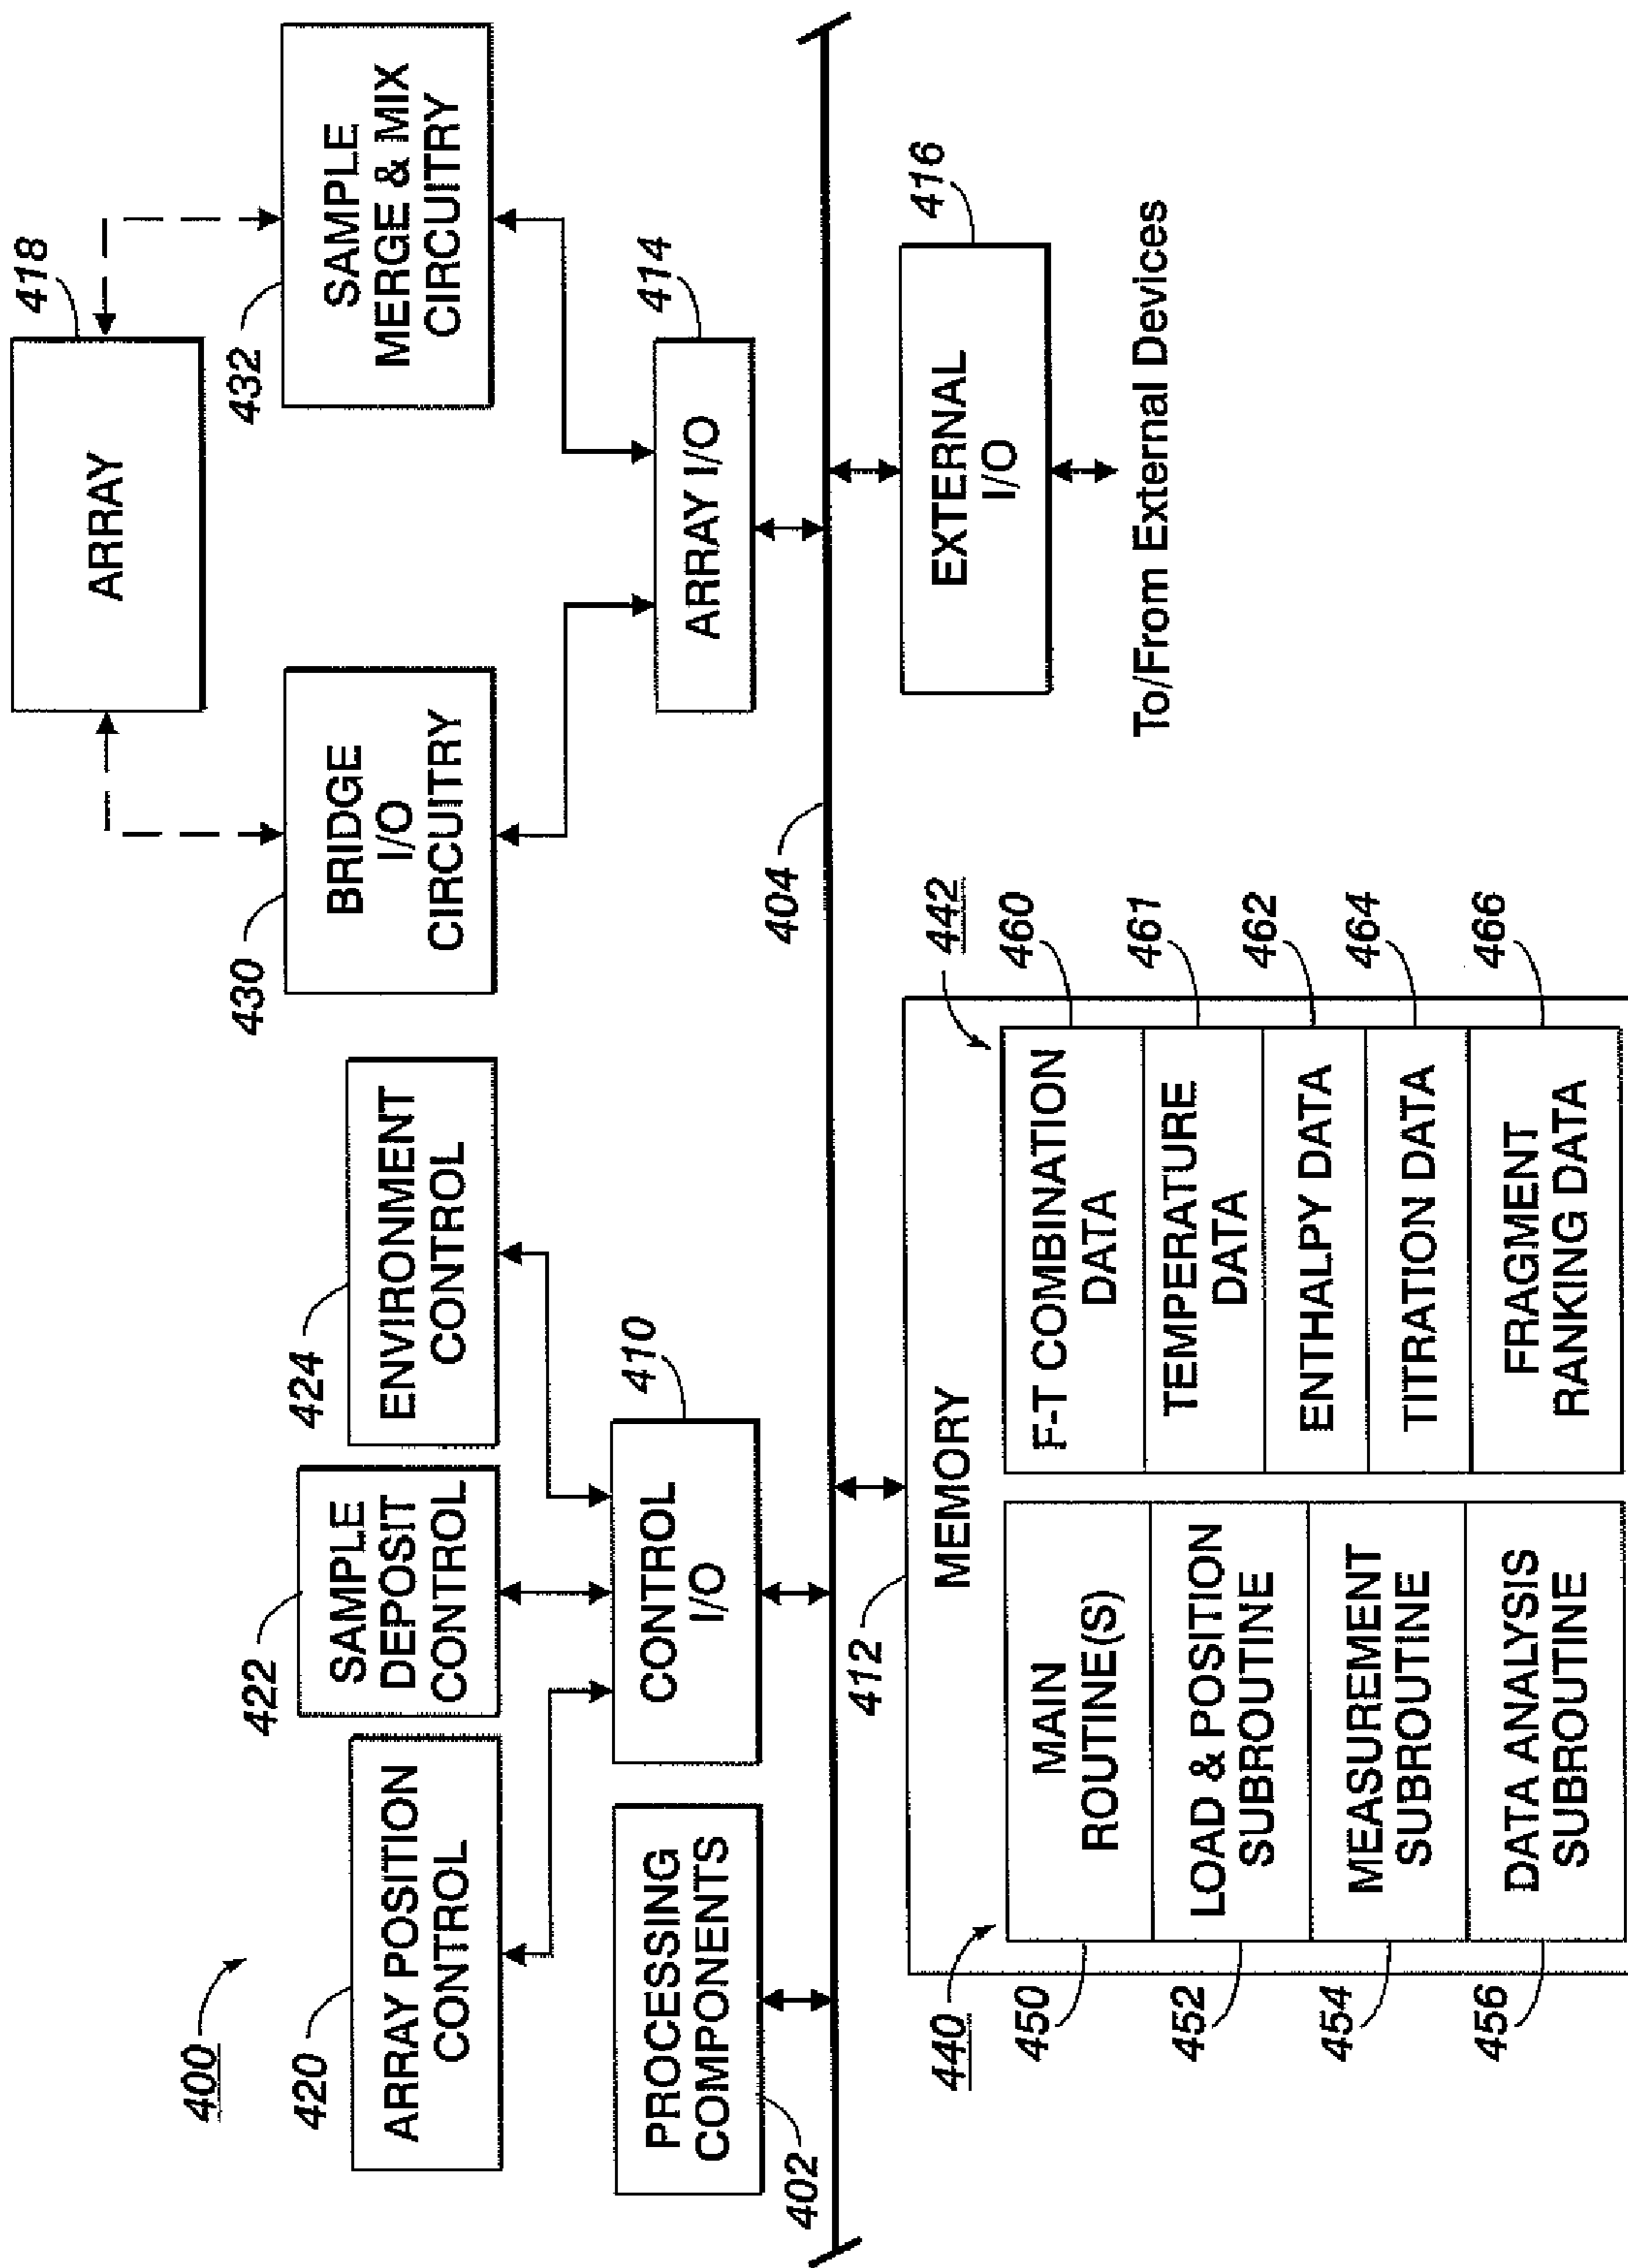 400
420
ARRAY POSITION
CONTROL
422
SAMPLE
DEPOSIT
CONTROL
424
ENVIRONMENT
CONTROL
430
BRIDGE
I/O
CIRCUITRY
ARRAY
418
432
SAMPLE
MERGE & MIX
CIRCUITRY
PROCESSING
COMPONENTS
402
CONTROL
I/O
410
ARRAY I/O
414
404
412
MEMORY
440
442
450
MAIN
ROUTINE(S)
452
LOAD & POSITION
SUBROUTINE
454
MEASUREMENT
SUBROUTINE
456
DATA ANALYSIS
SUBROUTINE
F-T COMBINATION
DATA
460
TEMPERATURE
DATA
461
ENTHALPY DATA
462
TITRATION DATA
464
FRAGMENT
RANKING DATA
466
EXTERNAL
I/O
416
To/From External Devices